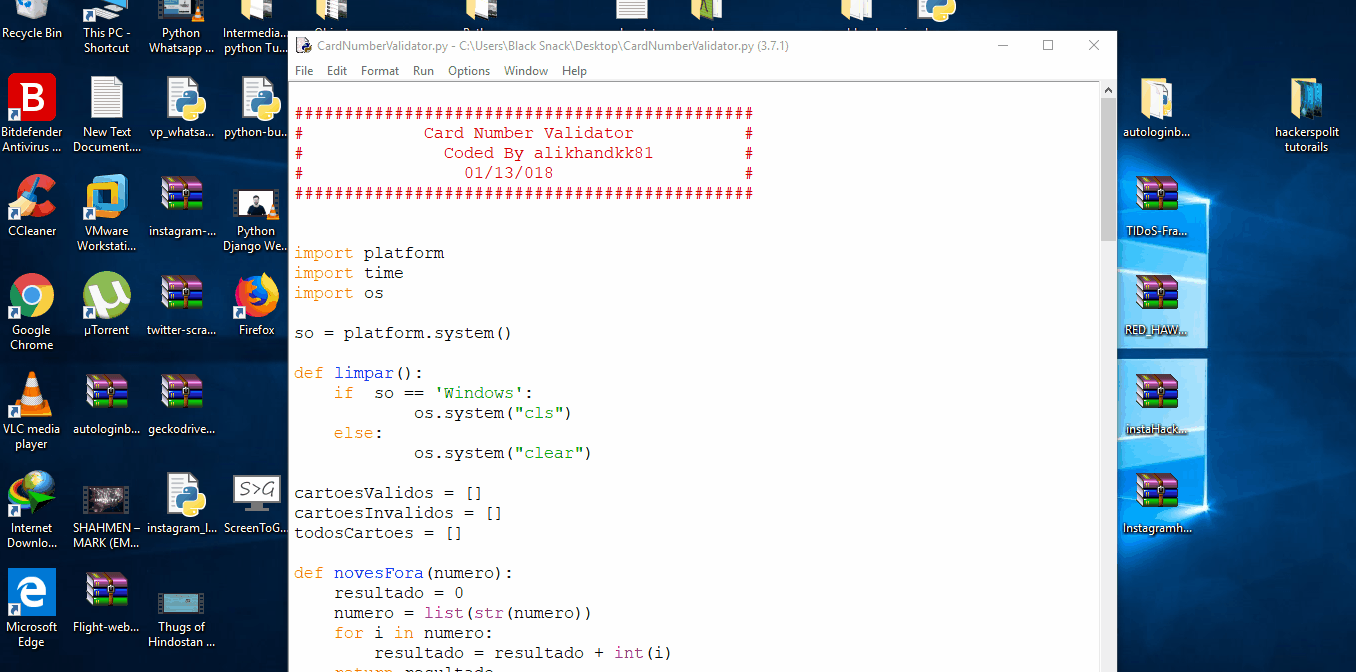 Recycle Bin
This PC -
Shortcut
Python
Whatsapp ...
Intermedia...
python Tu...
CardNumberValidator.py - C:\Users\Black Snack\Desktop\CardNumberValidator.py (3.7.1)
File Edit Format Run Options Window Help
##############################################
# Card Number Validator #
# Coded By alikhandkk81 #
# 01/13/018 #
##############################################
import platform
import time
import os
so = platform.system()
def limpar():
if so == 'Windows':
os.system("cls")
else:
os.system("clear")
cartoesValidos = []
cartoesInvalidos = []
todosCartoes = []
def novesFora(numero):
resultado = 0
numero = list(str(numero))
for i in numero:
resultado = resultado + int(i)
return resultado
Bitdefender
Antivirus ...
New Text
Document....
vp_whatsa...
python-bu...
CCleaner
VMware
Workstati...
instagram-...
Python
Django We...
Google
Chrome
µTorrent
twitter-scra...
Firefox
VLC media
player
autologinb...
geckodrive...
Internet
Downlo...
SHAHMEN –
MARK (EM...
instagram_l...
S>G
ScreenToG...
Microsoft
Edge
Flight-web...
Thugs of
Hindostan ...
autologinb...
hackerspolit
tutorails
TIDoS-Fra...
RED_HAW...
instaHack...
Instagramh...